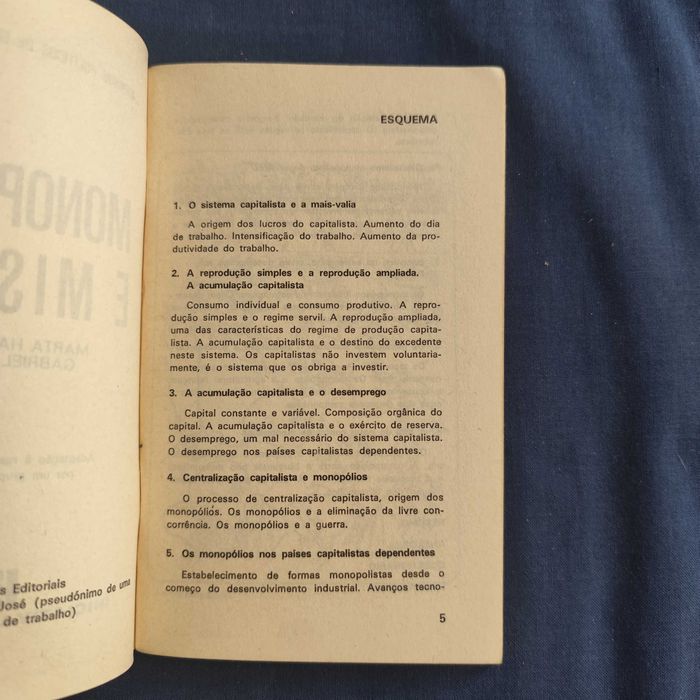 MONOP
E MIS
MARTA HA
GABRIEL
s Editoriais
José (pseudónimo de uma
de trabalho)
ESQUEMA
1. O sistema capitalista e a mais-valia
A origem dos lucros do capitalista. Aumento do dia
de trabalho. Intensificação do trabalho. Aumento da pro-
dutividade do trabalho.
2. A reprodução simples e a reprodução ampliada.
A acumulação capitalista
Consumo individual e consumo produtivo. A repro-
dução simples e o regime servil. A reprodução ampliada,
uma das características do regime de produção capita-
lista. A acumulação capitalista e o destino do excedente
neste sistema. Os capitalistas não investem voluntaria-
mente, é o sistema que os obriga a investir.
3. A acumulação capitalista e o desemprego
Capital constante e variável. Composição orgânica do
capital. A acumulação capitalista e o exército de reserva.
O desemprego, um mal necessário do sistema capitalista.
O desemprego nos países capitalistas dependentes.
4. Centralização capitalista e monopólios
O processo de centralização capitalista, origem dos
monopólios. Os monopólios e a eliminação da livre con-
corrência. Os monopólios e a guerra.
5. Os monopólios nos países capitalistas dependentes
Estabelecimento de formas monopolistas desde o
começo do desenvolvimento industrial. Avanços tecno-
5